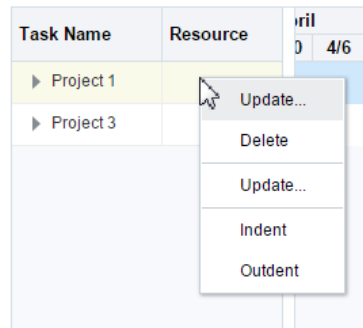 Task Name
Resource
pril
0
4/6
Project 1
Project 3
Update...
Delete
Update...
Indent
Outdent